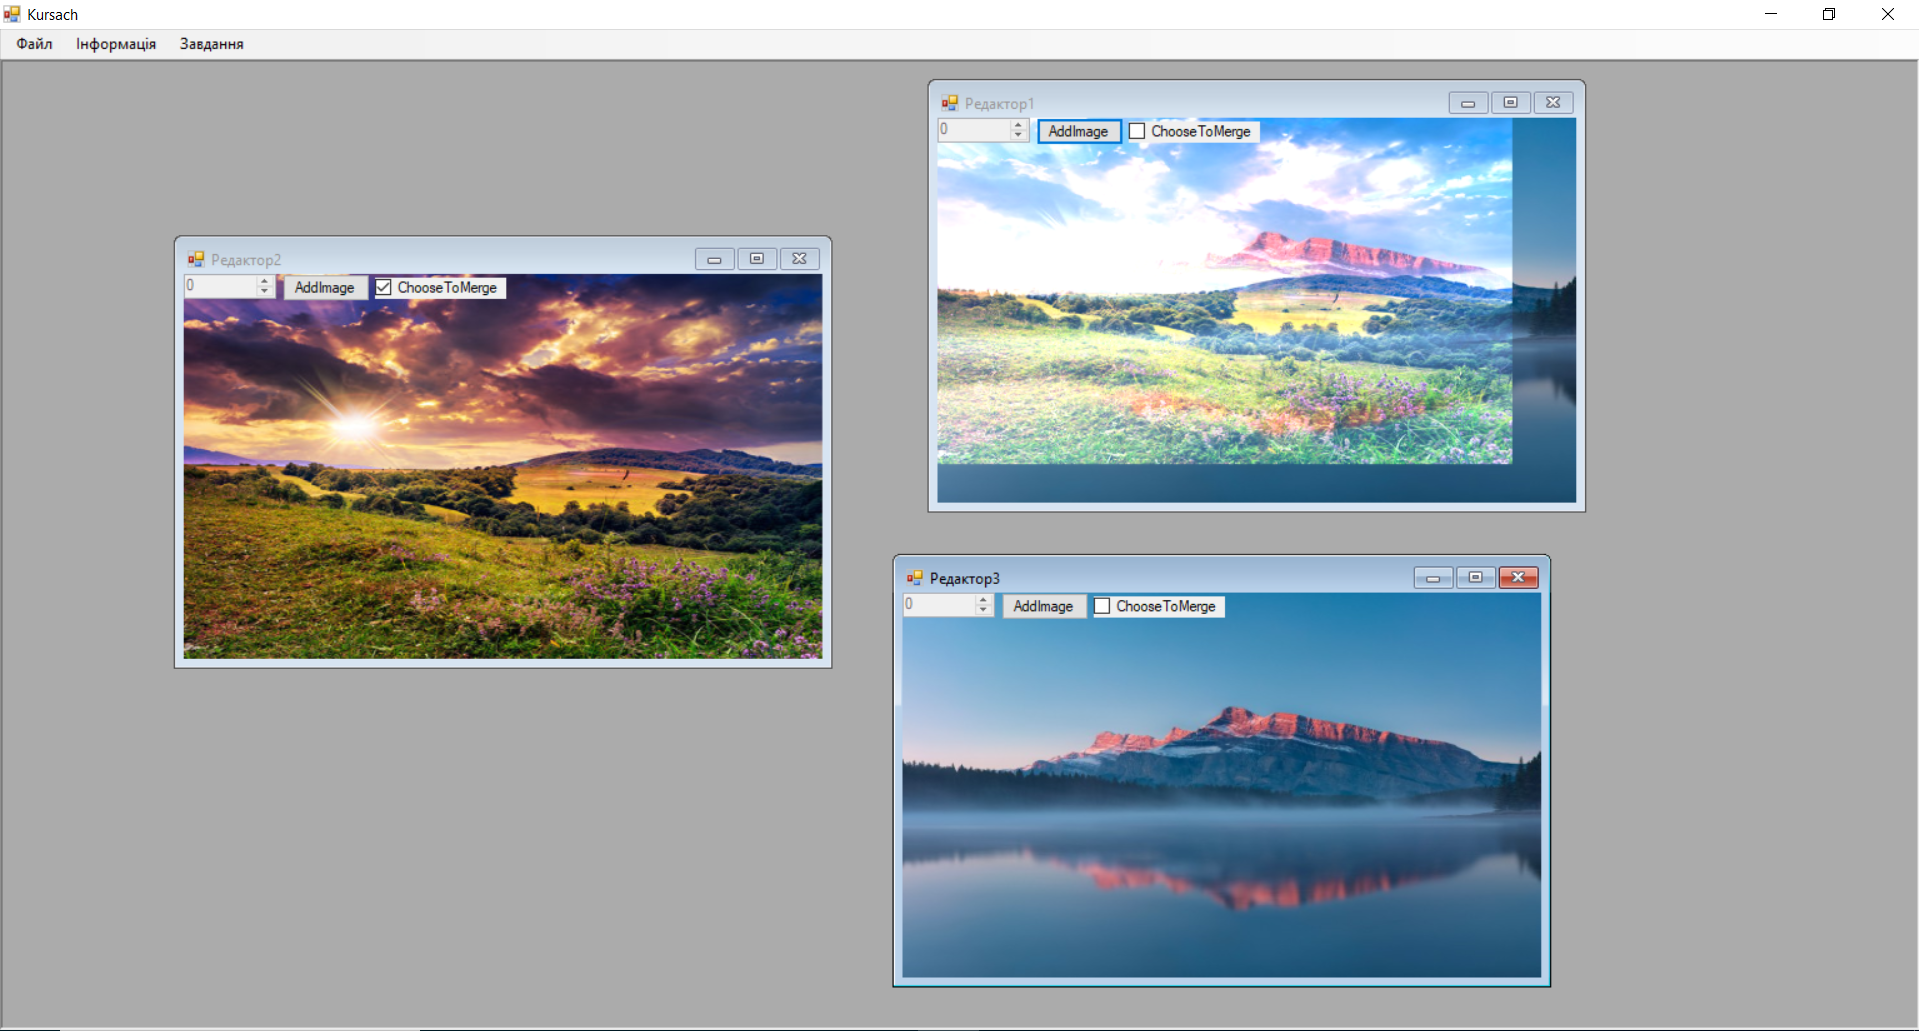 Kursach
Файл Інформація Завдання
Редактор1
0 AddImage ChooseToMerge
Редактор2
0 AddImage ChooseToMerge
Редактор3
0 AddImage ChooseToMerge